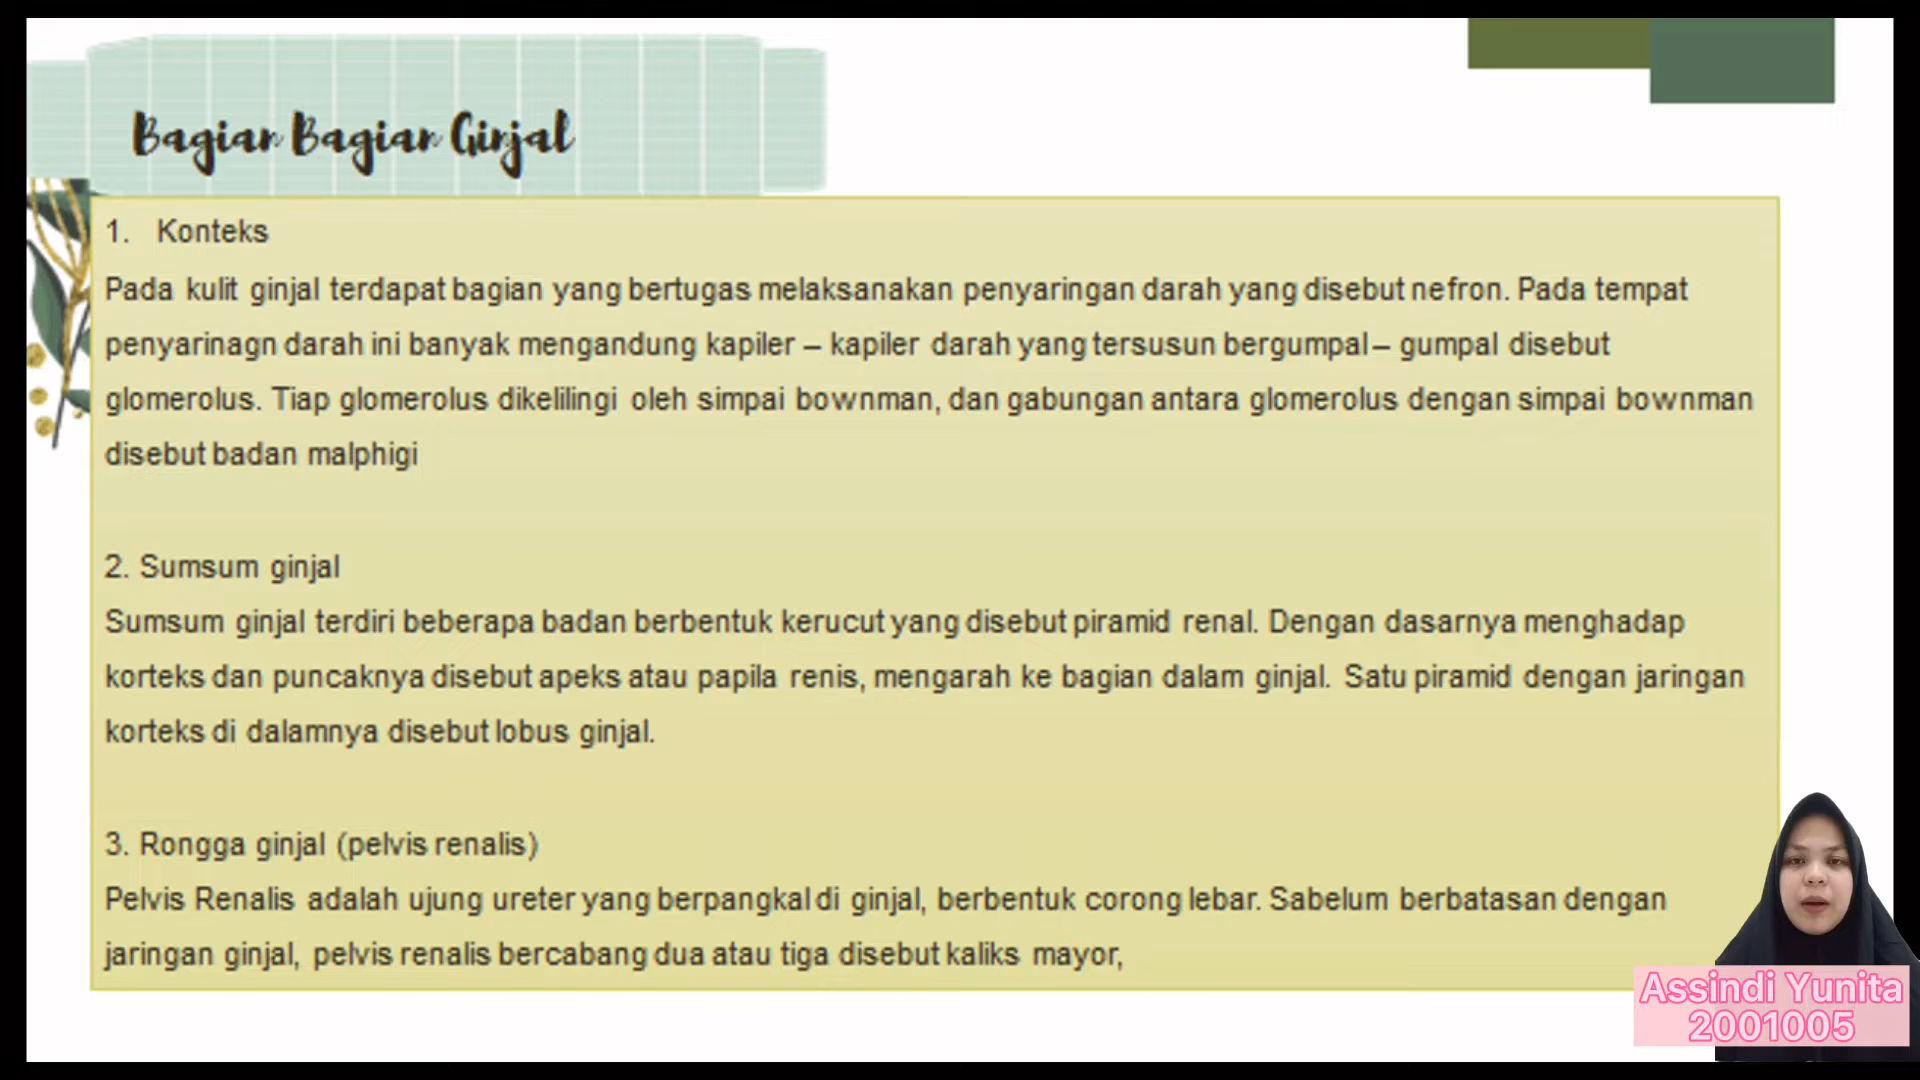 Bagian Bagian Ginjal
1. Konteks
Pada kulit ginjal terdapat bagian yang bertugas melaksanakan penyaringan darah yang disebut nefron. Pada tempat
penyarinagn darah ini banyak mengandung kapiler – kapiler darah yang tersusun bergumpal – gumpal disebut
glomerolus. Tiap glomerolus dikelilingi oleh simpai bownman, dan gabungan antara glomerolus dengan simpai bownman
disebut badan malphigi
2. Sumsum ginjal
Sumsum ginjal terdiri beberapa badan berbentuk kerucut yang disebut piramid renal. Dengan dasarnya menghadap
korteks dan puncaknya disebut apeks atau papila renis, mengarah ke bagian dalam ginjal. Satu piramid dengan jaringan
korteks di dalamnya disebut lobus ginjal.
3. Rongga ginjal (pelvis renalis)
Pelvis Renalis adalah ujung ureter yang berpangkal di ginjal, berbentuk corong lebar. Sabelum berbatasan dengan
jaringan ginjal, pelvis renalis bercabang dua atau tiga disebut kaliks mayor,
Assindi Yunita
2001005